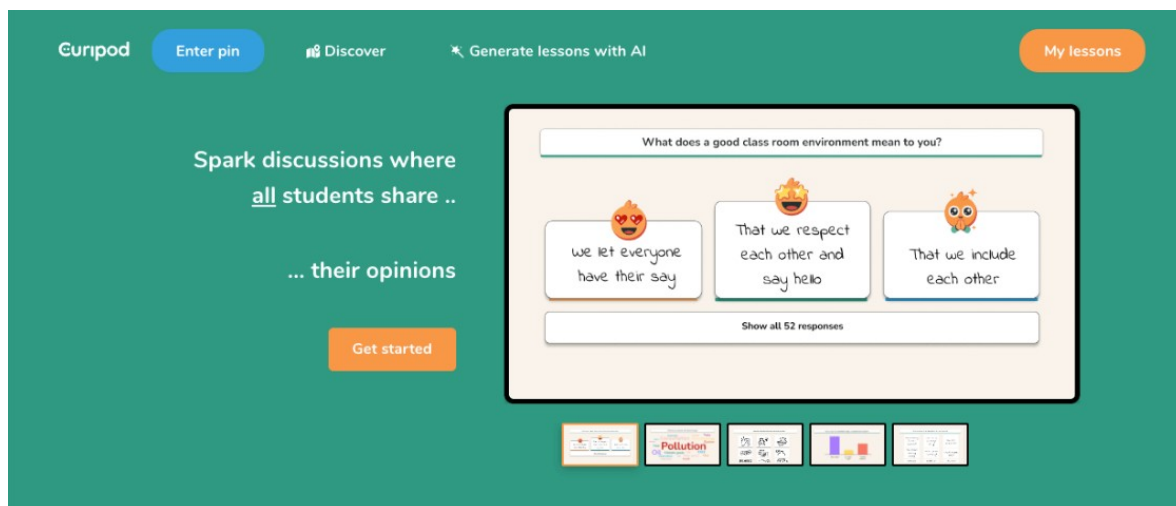 Curipod
Enter pin
Discover
Generate lessons with AI
My lessons
Spark discussions where
all students share ..
... their opinions
Get started
What does a good class room environment mean to you?
we let everyone
have their say
That we respect
each other and
say hello
That we include
each other
Show all 52 responses
Pollution